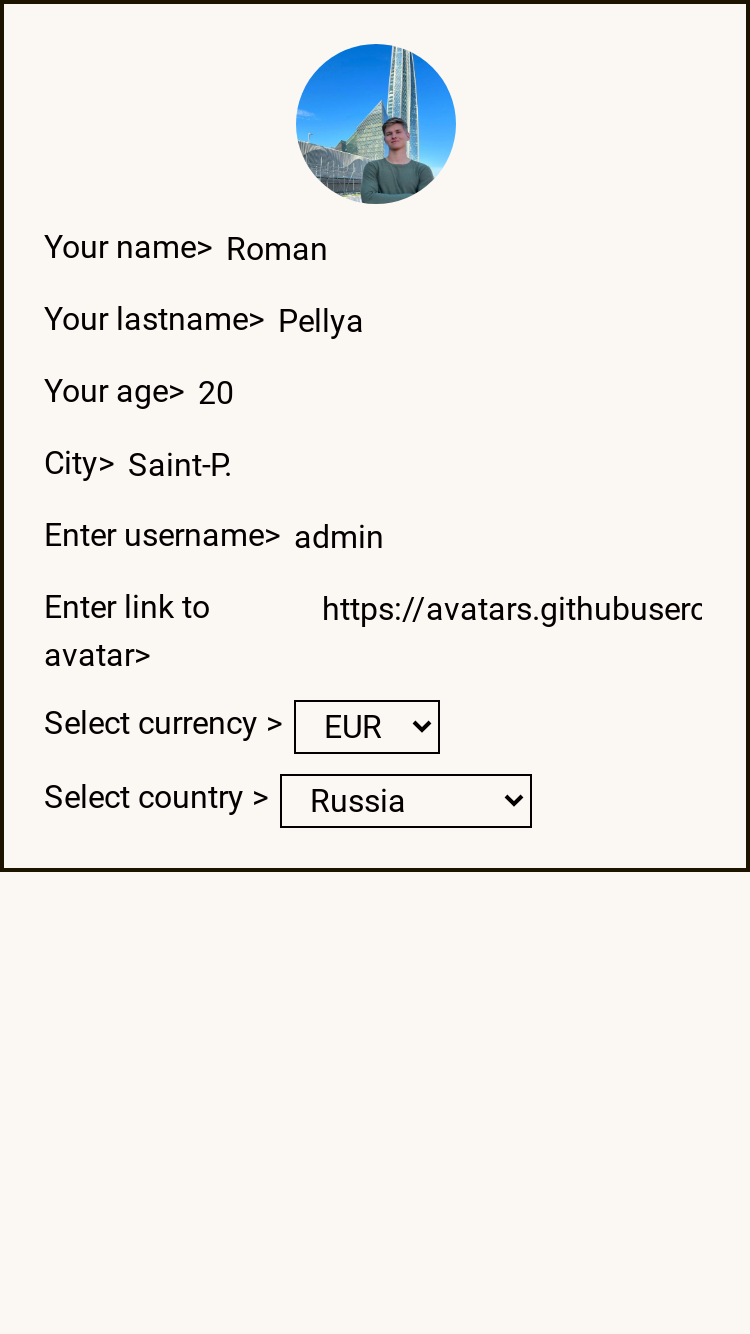 Your name> Roman
Your lastname> Pellya
Your age> 20
City> Saint-P.
Enter username> admin
Enter link to avatar> https://avatars.githubuserc
Select currency > EUR
Select country > Russia